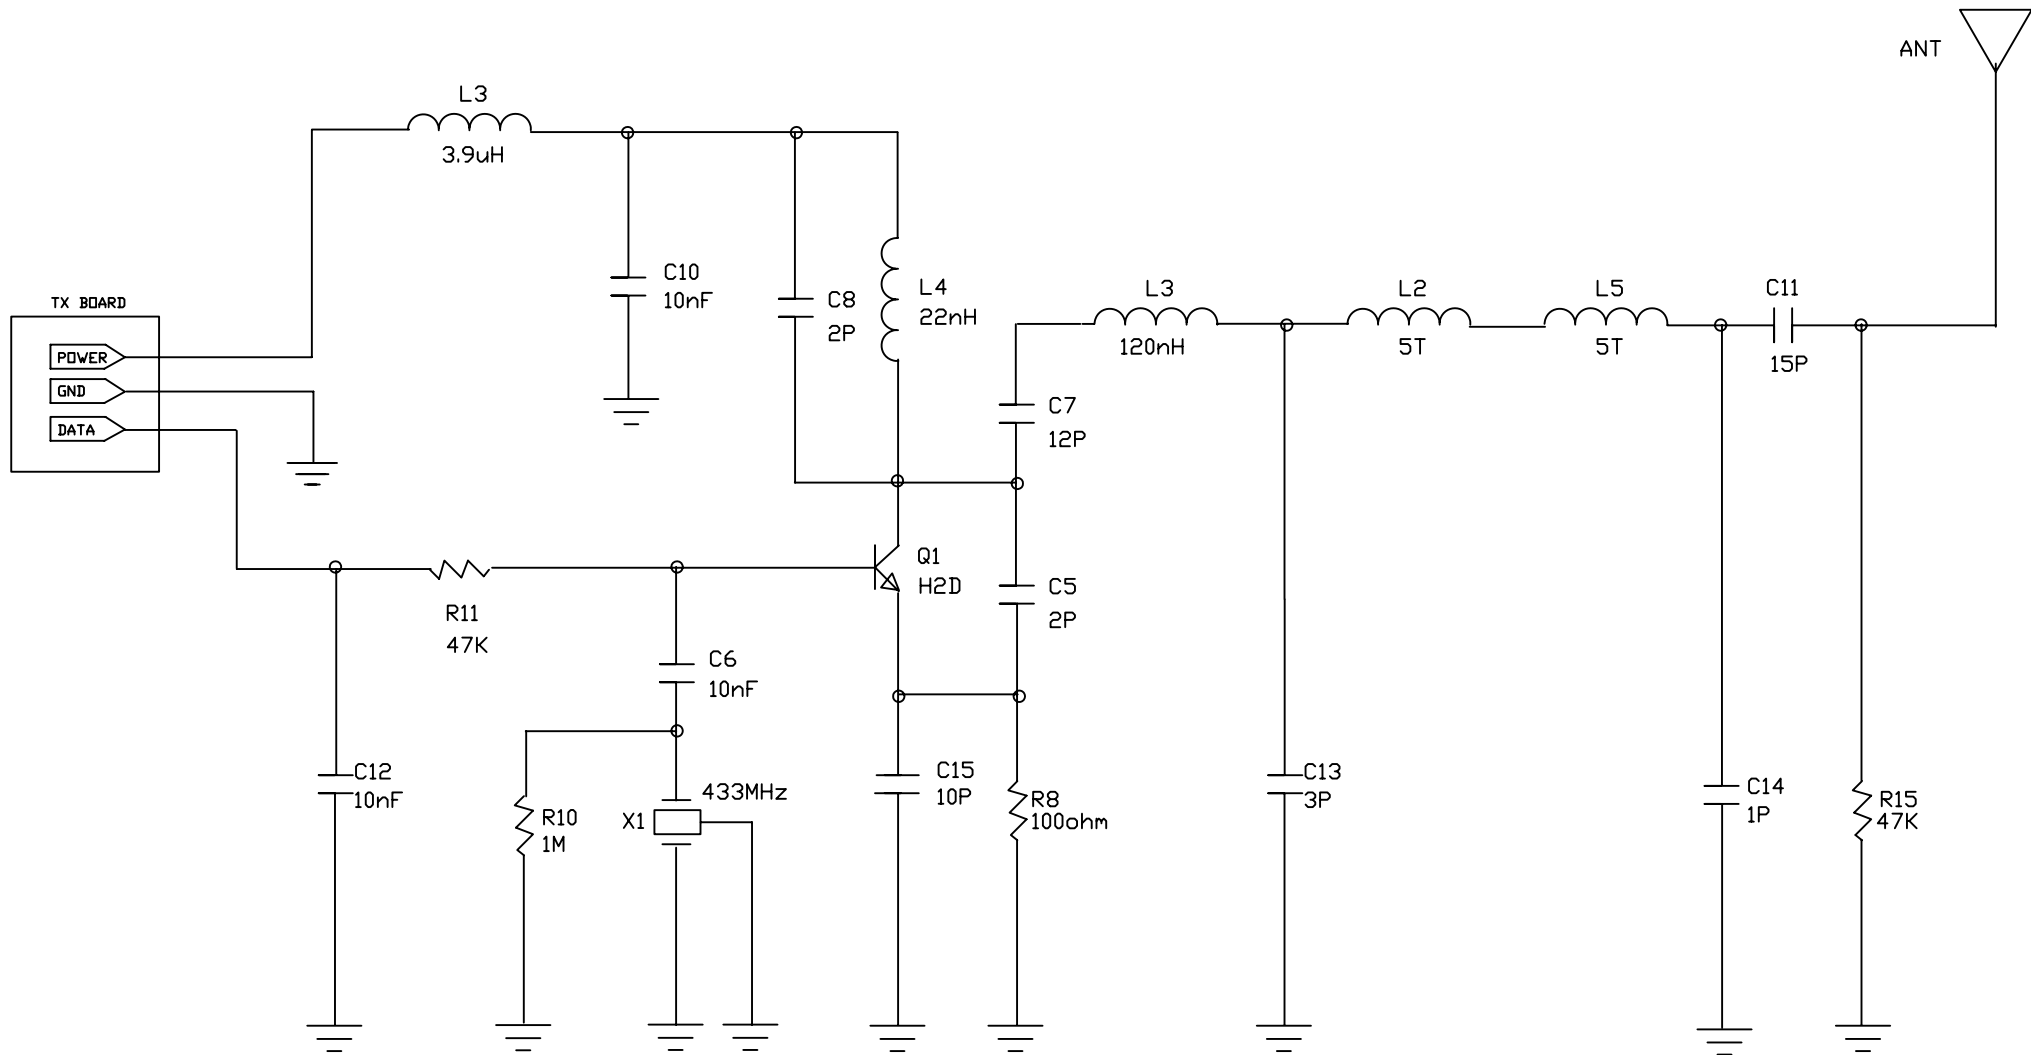 ANT
L3
3.9uH
C10
10nF
C8
2P
L4
22nH
L3
120nH
L2
5T
L5
5T
C11
15P
TX BOARD
POWER
GND
DATA
C7
12P
Q1
H2D
C5
2P
R11
47K
C6
10nF
C12
10nF
R10
1M
433MHz
X1
C15
10P
R8
100ohm
C13
3P
C14
1P
R15
47K